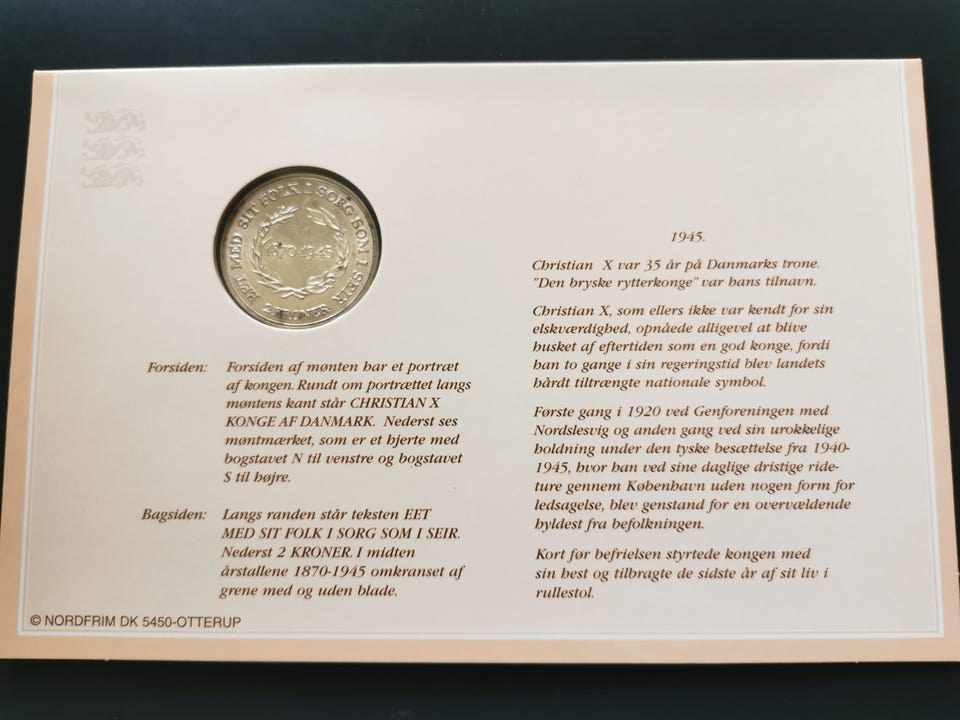 EET MED SIT FOLK I SORG SOM I SEIR
1870-1945
2 KRONER
Forsiden: Forsiden af mønten har et portræt
af kongen. Rundt om portrættet langs
møntens kant står CHRISTIAN X
KONGE AF DANMARK. Nederst ses
møntmærket, som er et hjerte med
bogstavet N til venstre og bogstavet
S til højre.
Bagsiden: Langs randen står teksten EET
MED SIT FOLK I SORG SOM I SEIR.
Nederst 2 KRONER. I midten
årstallene 1870-1945 omkranset af
grene med og uden blade.
© NORDFRIM DK 5450-OTTERUP
1945.
Christian X var 35 år på Danmarks trone.
"Den bryske rytterkonge" var hans tilnavn.
Christian X, som ellers ikke var kendt for sin
elskværdighed, opnåede alligevel at blive
husket af eftertiden som en god konge, fordi
han to gange i sin regeringstid blev landets
hårdt tiltrængte nationale symbol.
Første gang i 1920 ved Genforeningen med
Nordslesvig og anden gang ved sin urokkelige
holdning under den tyske besættelse fra 1940-
1945, hvor han ved sine daglige dristige ride-
ture gennem København uden nogen form for
ledsagelse, blev genstand for en overvældende
hyldest fra befolkningen.
Kort før befrielsen styrtede kongen med
sin hest og tilbragte de sidste år af sit liv i
rullestol.